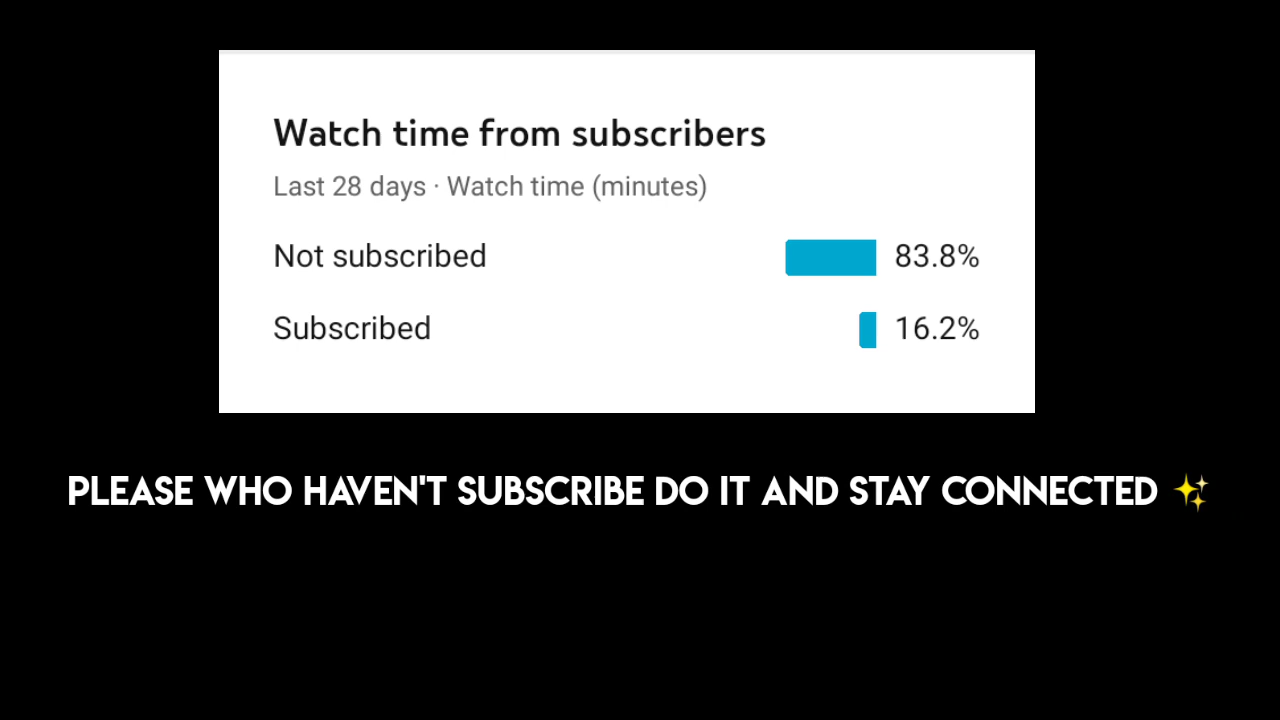 Watch time from subscribers
Last 28 days · Watch time (minutes)
Not subscribed 83.8%
Subscribed 16.2%
PLEASE WHO HAVEN'T SUBSCRIBE DO IT AND STAY CONNECTED ✨